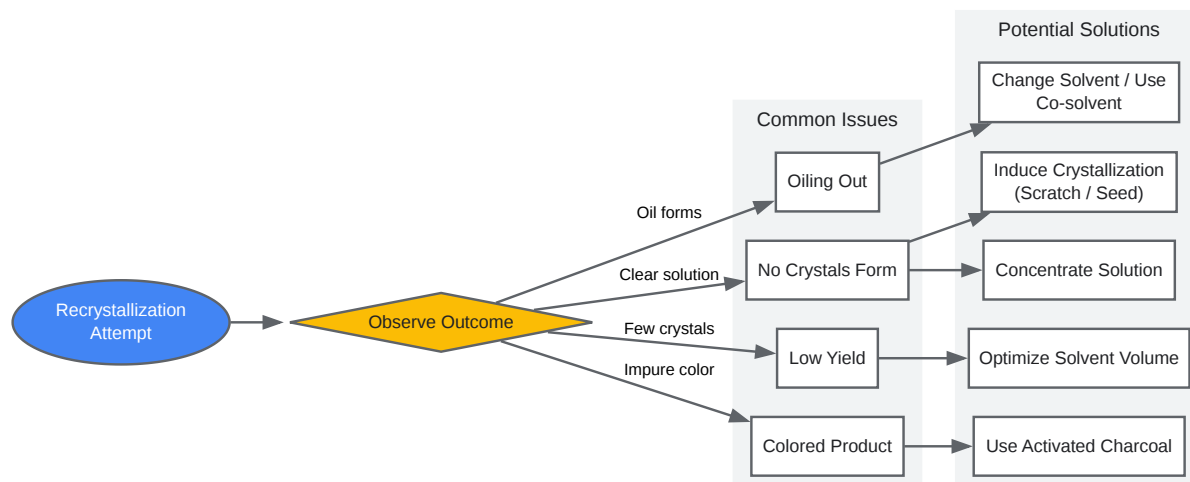 Potential Solutions
Change Solvent / Use
Co-solvent
Common Issues
Oiling Out
Induce Crystallization
(Scratch / Seed)
Oil forms
Clear solution
No Crystals Form
Concentrate Solution
Recrystallization
Attempt
Observe Outcome
Few crystals
Low Yield
Optimize Solvent Volume
Impure color
Colored Product
Use Activated Charcoal